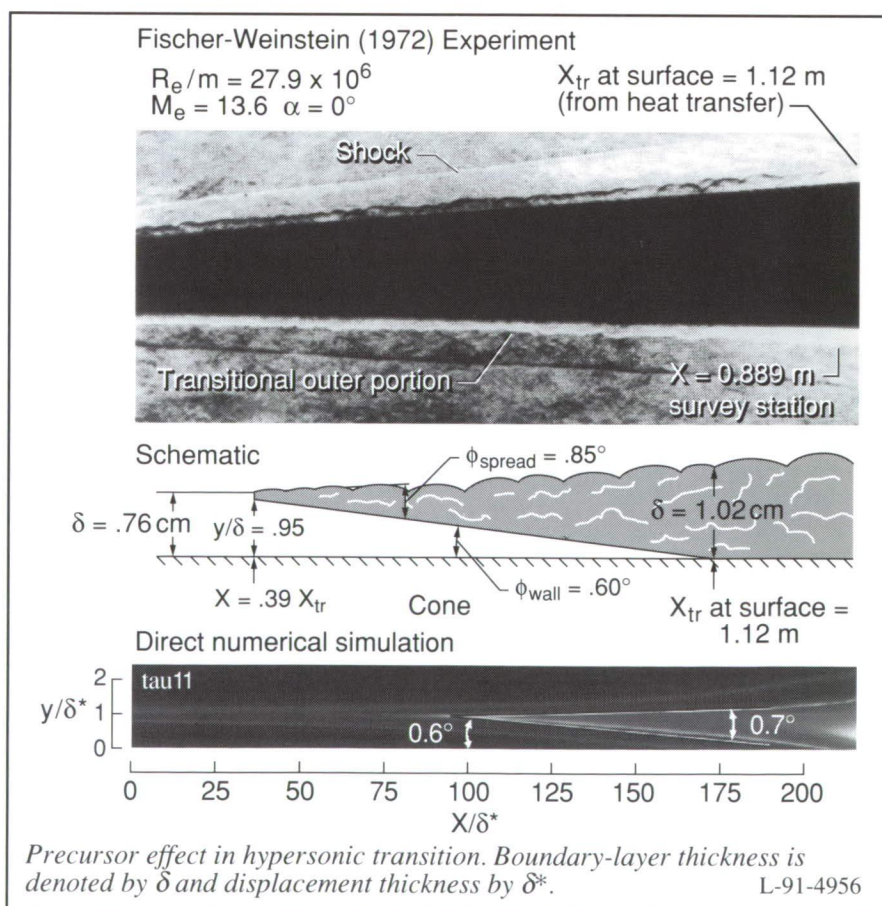 Fischer-Weinstein (1972) Experiment
Rₑ/m = 27.9 x 10⁶
Mₑ = 13.6 α = 0°
X_tr at surface = 1.12 m
(from heat transfer)
Shock
Transitional outer portion
X = 0.889 m
survey station
Schematic
ϕ_spread = .85°
δ = .76 cm
y/δ = .95
δ = 1.02 cm
X = .39 X_tr
Cone
ϕ_wall = .60°
X_tr at surface =
1.12 m
Direct numerical simulation
tau11
2
y/δ* 1
0
0.6°
0.7°
0 25 50 75 100 125 150 175 200
X/δ*
Precursor effect in hypersonic transition. Boundary-layer thickness is
denoted by δ and displacement thickness by δ*. L-91-4956